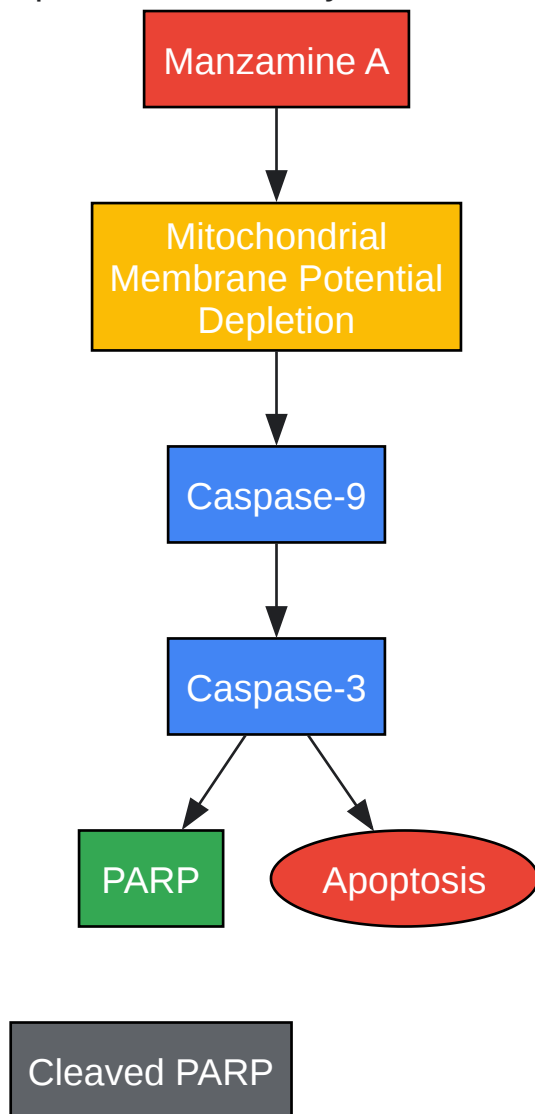 Manzamine A
Mitochondrial
Membrane Potential
Depletion
Caspase-9
Caspase-3
PARP
Apoptosis
Cleaved PARP